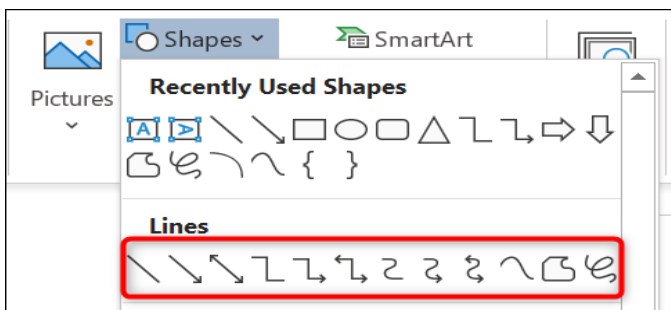 Shapes
SmartArt
Pictures
Recently Used Shapes
A A
{ }
Lines